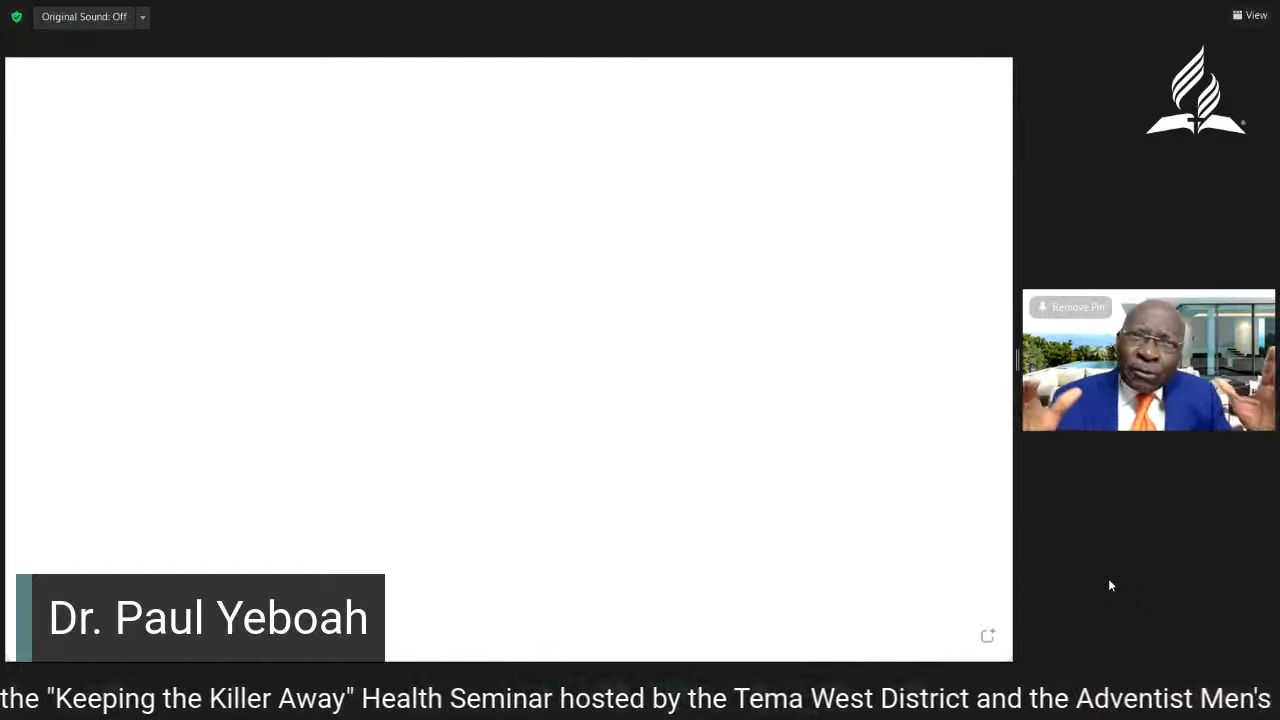 Original Sound: Off
View
Remove Pin
Dr. Paul Yeboah
the "Keeping the Killer Away" Health Seminar hosted by the Tema West District and the Adventist Men's